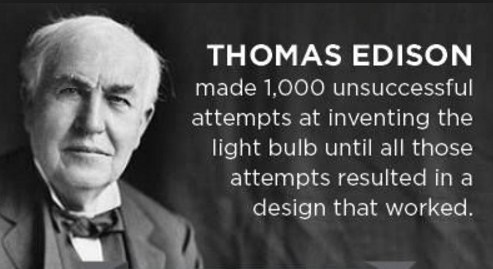 THOMAS EDISON
made 1,000 unsuccessful
attempts at inventing the
light bulb until all those
attempts resulted in a
design that worked.